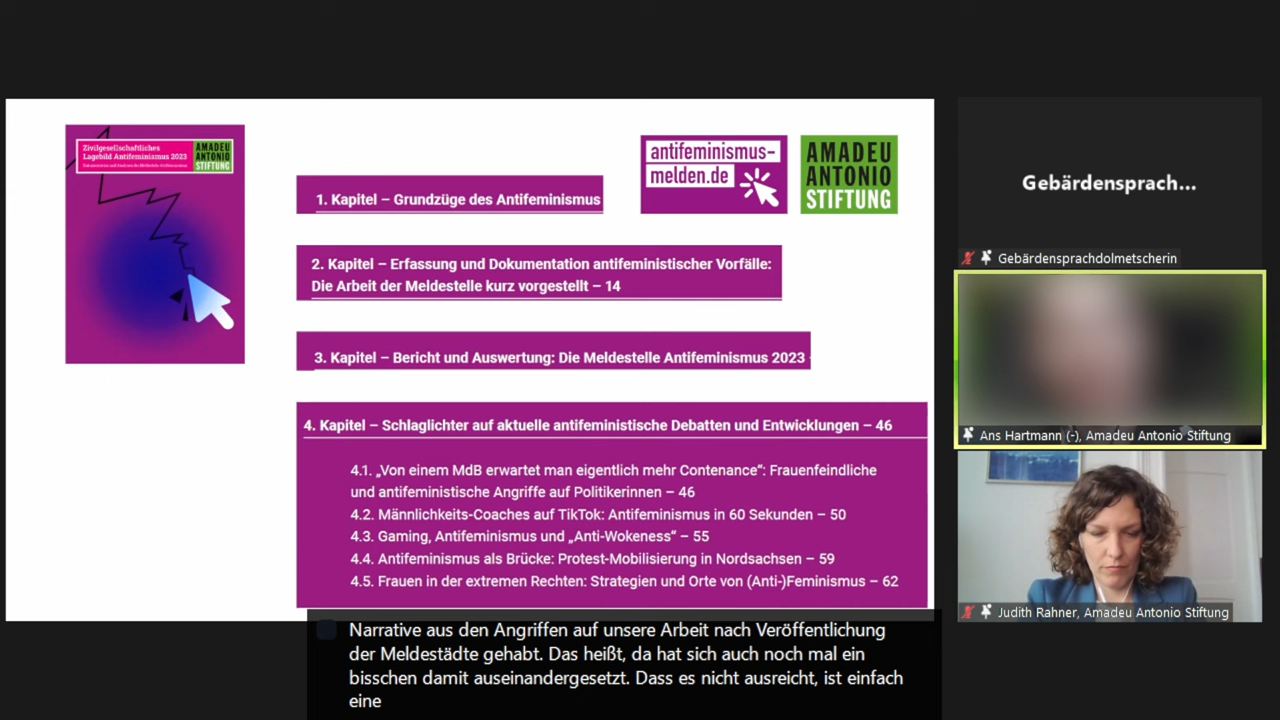 Zivilgesellschaftliches
Lagebild Antifeminismus 2023
AMADEU
ANTONIO
STIFTUNG
antifeminismus-
melden.de
AMADEU
ANTONIO
STIFTUNG
1. Kapitel – Grundzüge des Antifeminismus
2. Kapitel – Erfassung und Dokumentation antifeministischer Vorfälle:
Die Arbeit der Meldestelle kurz vorgestellt – 14
3. Kapitel – Bericht und Auswertung: Die Meldestelle Antifeminismus 2023
4. Kapitel – Schlaglichter auf aktuelle antifeministische Debatten und Entwicklungen – 46
4.1. „Von einem MdB erwartet man eigentlich mehr Contenance“: Frauenfeindliche
und antifeministische Angriffe auf Politikerinnen – 46
4.2. Männlichkeits-Coaches auf TikTok: Antifeminismus in 60 Sekunden – 50
4.3. Gaming, Antifeminismus und „Anti-Wokeness“ – 55
4.4. Antifeminismus als Brücke: Protest-Mobilisierung in Nordsachsen – 59
4.5. Frauen in der extremen Rechten: Strategien und Orte von (Anti-)Feminismus – 62
Narrative aus den Angriffen auf unsere Arbeit nach Veröffentlichung
der Meldestädte gehabt. Das heißt, da hat sich auch noch mal ein
bisschen damit auseinandergesetzt. Dass es nicht ausreicht, ist einfach
eine
Gebärdensprach...
Gebärdensprachdolmetscherin
Ans Hartmann (-), Amadeu Antonio Stiftung
Judith Rahner, Amadeu Antonio Stiftung